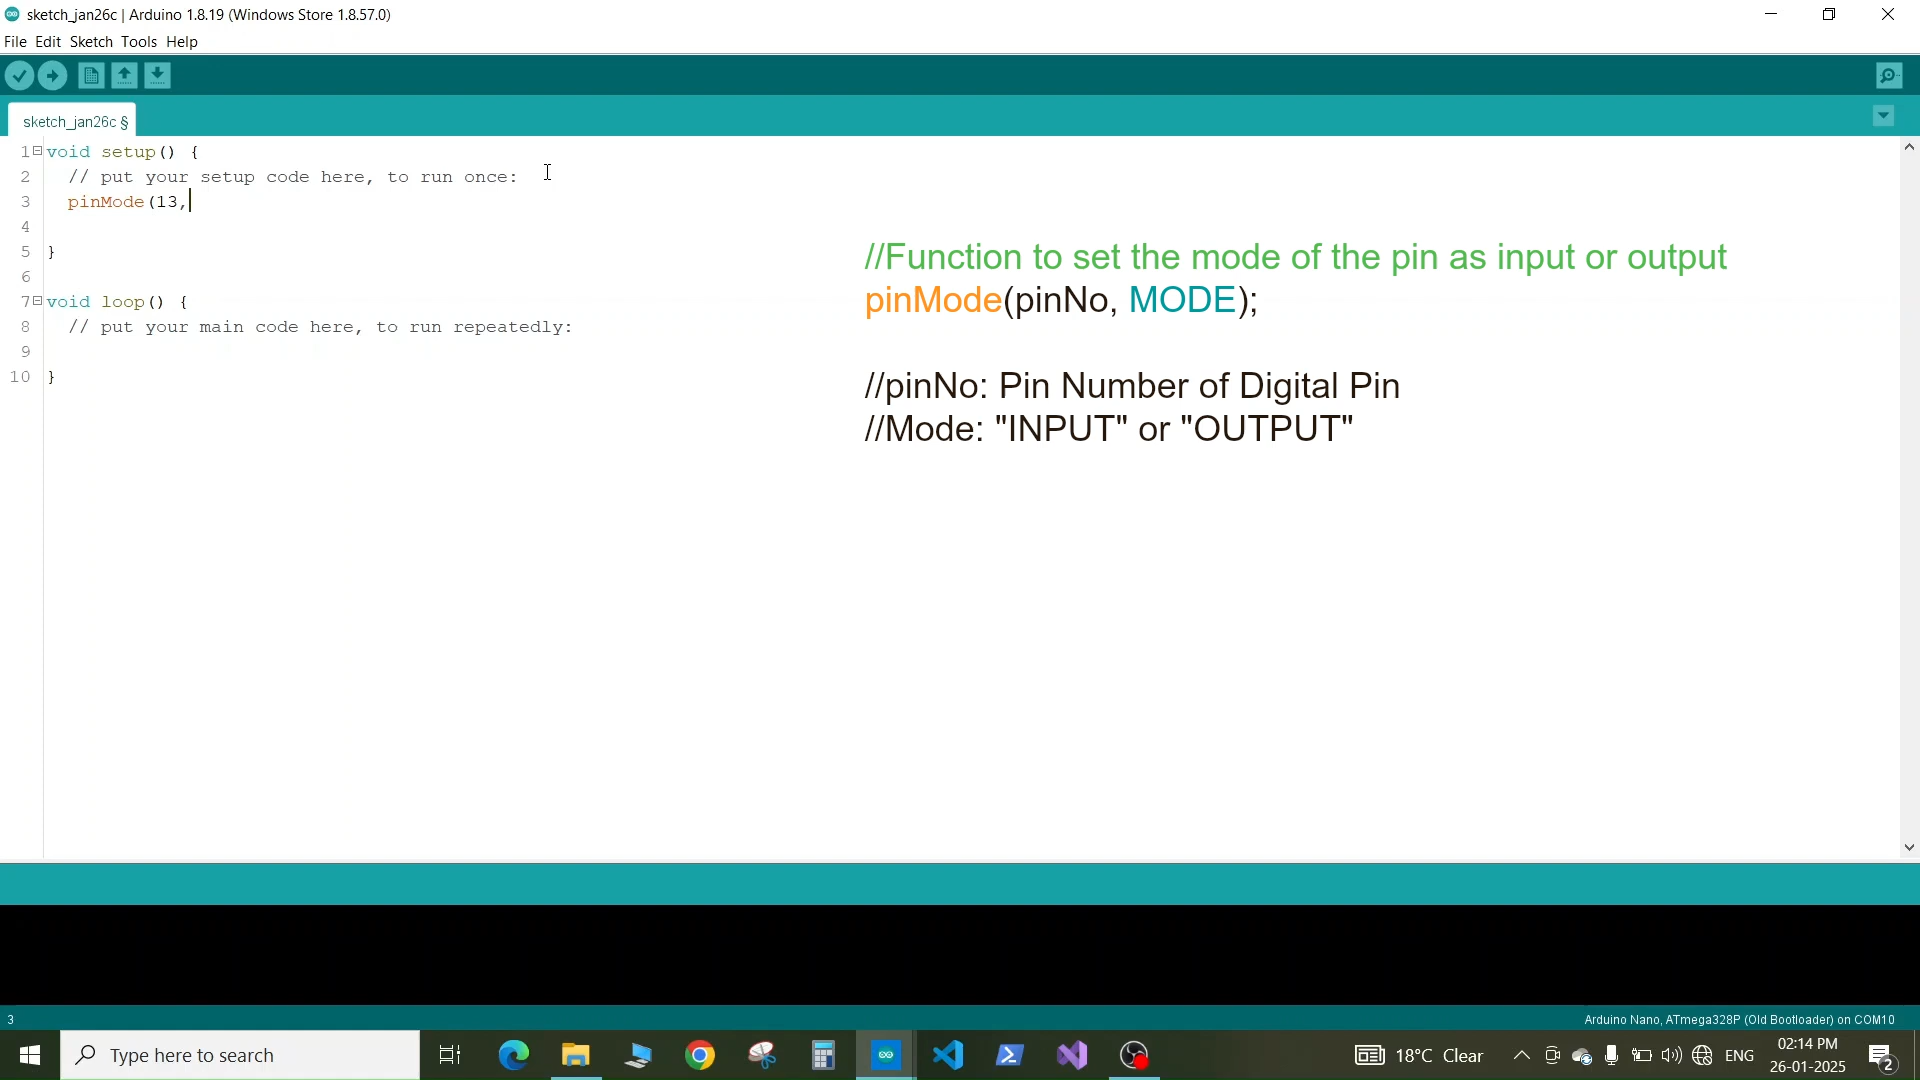 sketch_jan26c | Arduino 1.8.19 (Windows Store 1.8.57.0)
File Edit Sketch Tools Help
sketch_jan26c §
1 void setup() {
2 // put your setup code here, to run once:
3 pinMode(13,
4
5 }
6
7 void loop() {
8 // put your main code here, to run repeatedly:
9
10 }
//Function to set the mode of the pin as input or output
pinMode(pinNo, MODE);
//pinNo: Pin Number of Digital Pin
//Mode: "INPUT" or "OUTPUT"
3
Arduino Nano, ATmega328P (Old Bootloader) on COM10
Type here to search
18°C Clear
ENG
02:14 PM
26-01-2025
2